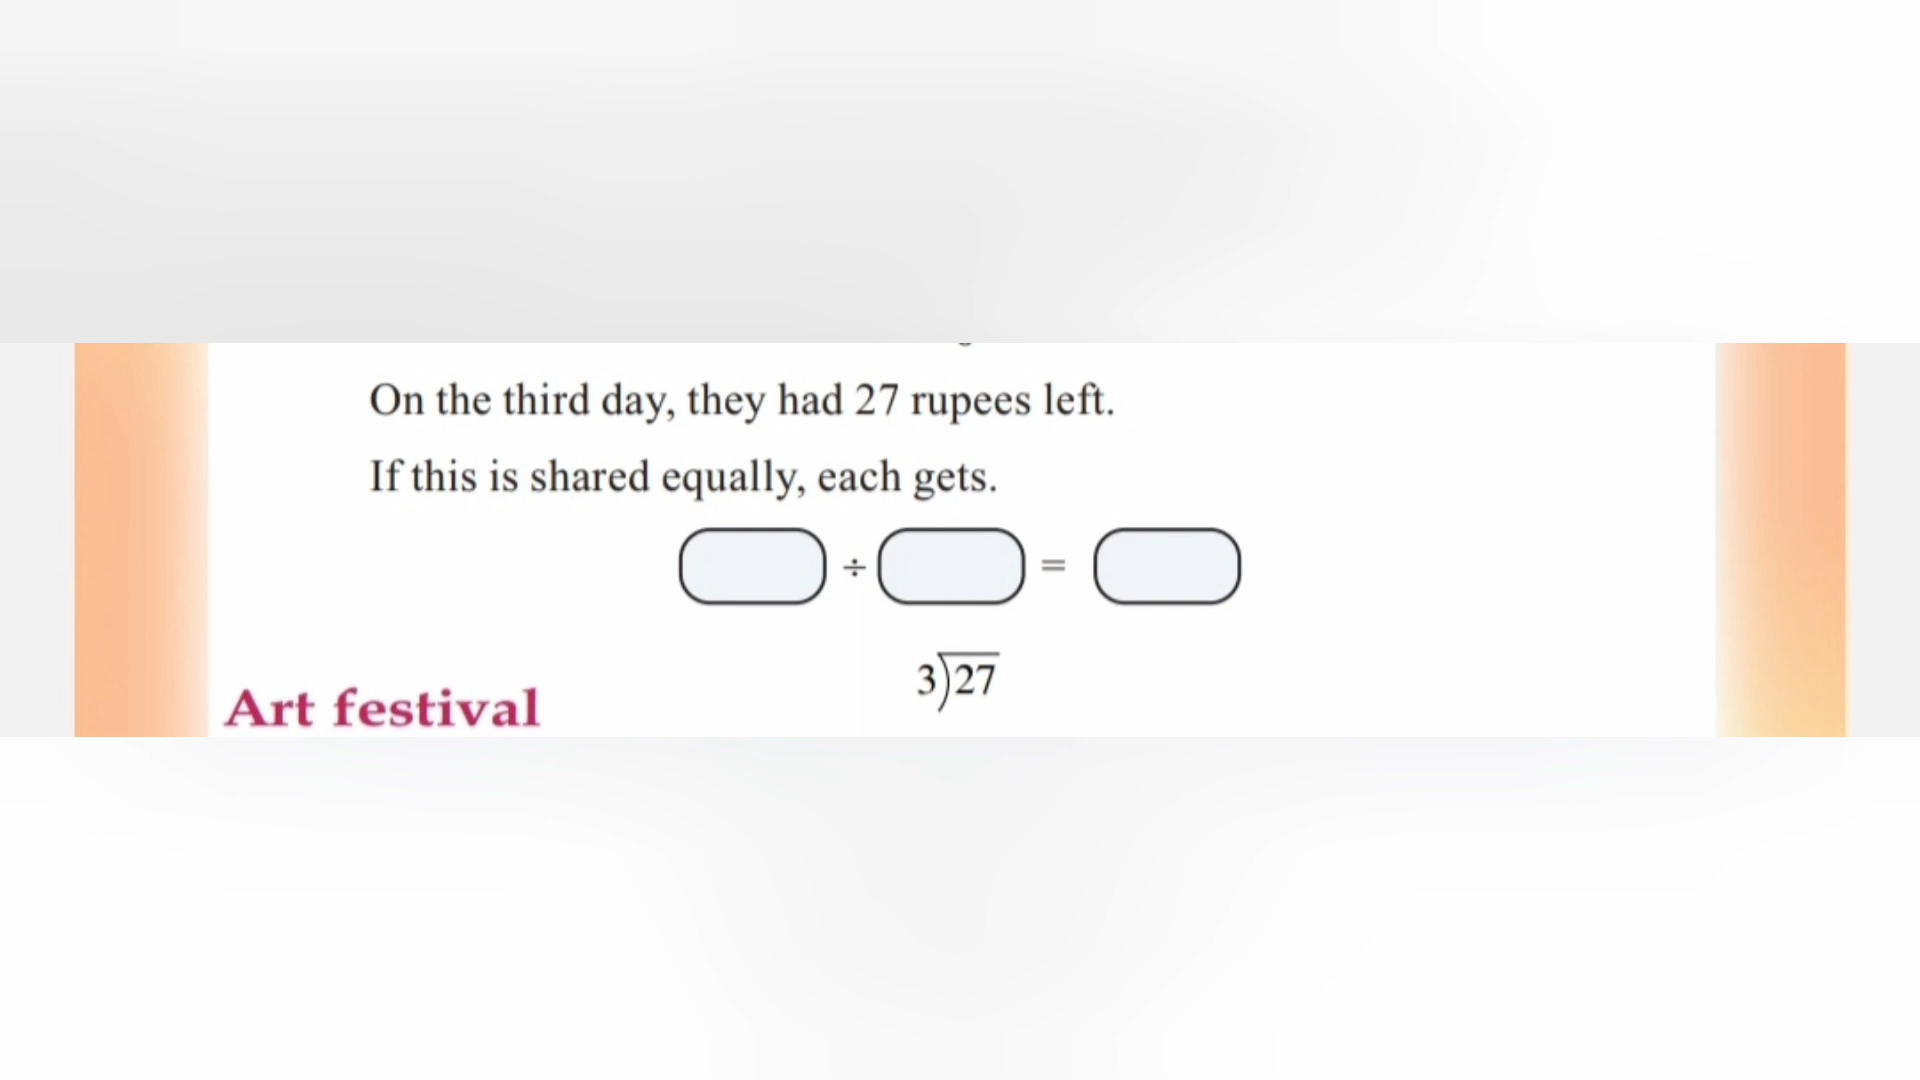 On the third day, they had 27 rupees left.
If this is shared equally, each gets.
÷ =
3)27
Art festival